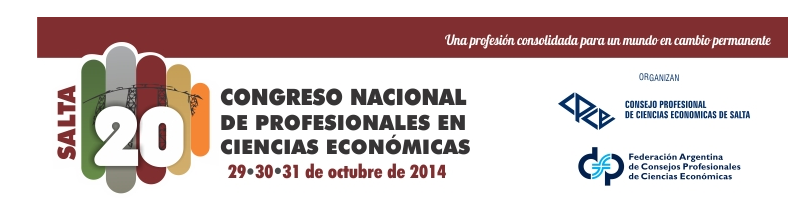 Una profesión consolidada para un mundo en cambio permanente
SALTA
20
CONGRESO NACIONAL
DE PROFESIONALES EN
CIENCIAS ECONÓMICAS
29•30•31 de octubre de 2014
ORGANIZAN
CPCE
CONSEJO PROFESIONAL
DE CIENCIAS ECONOMICAS DE SALTA
Federación Argentina
de Consejos Profesionales
de Ciencias Económicas